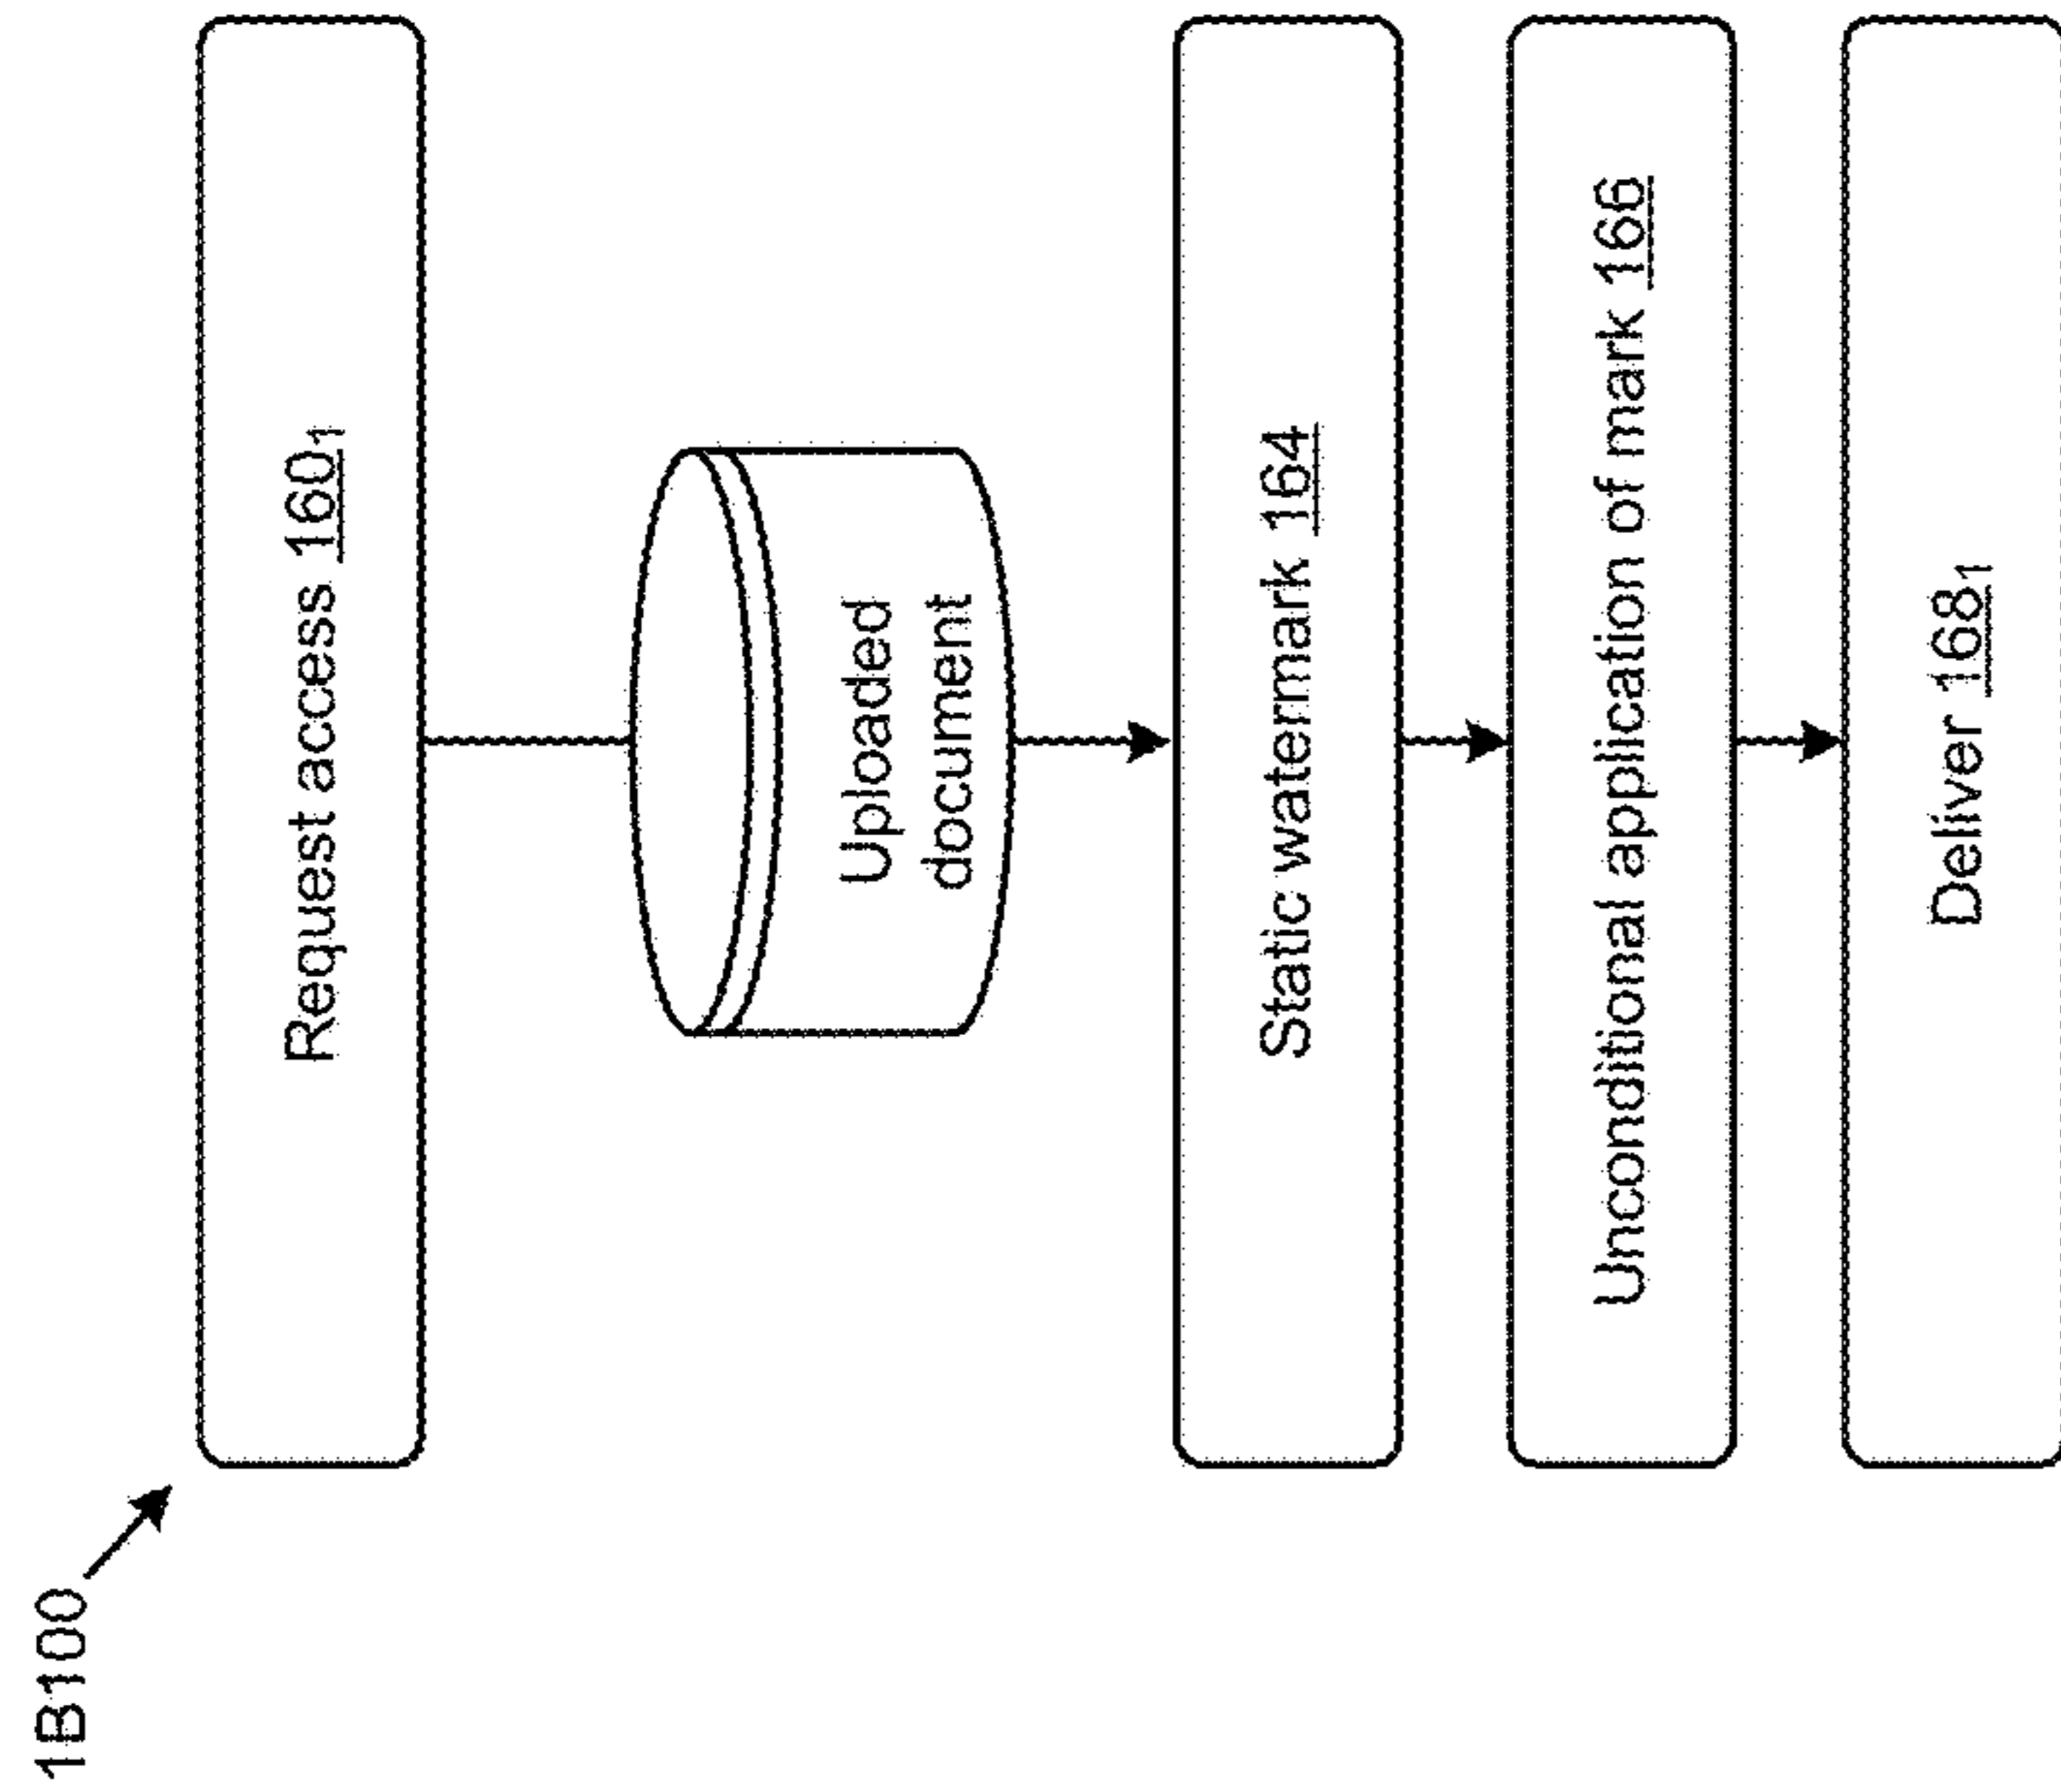 1B100
Request access 160₁
Uploaded
document
Static watermark 164
Unconditional application of mark 166
Deliver 168₁